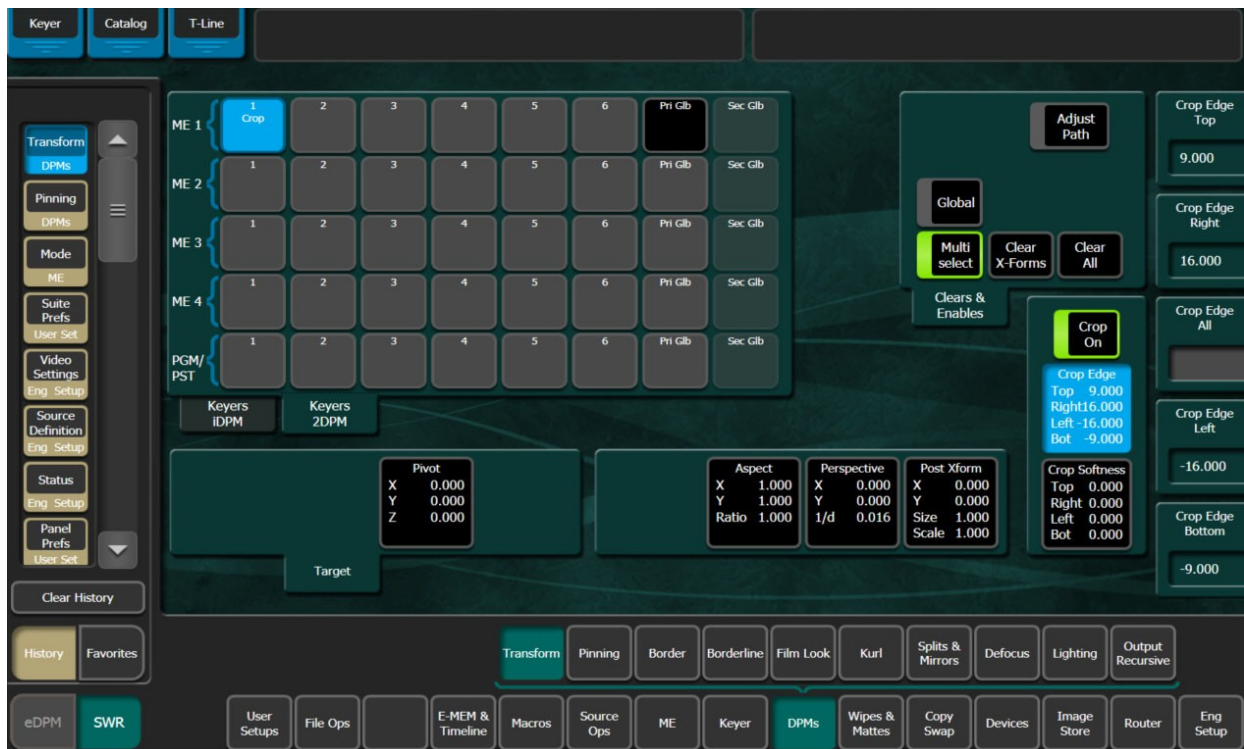 Keyer
Catalog
T-Line
Transform
DPMs
Pinning
DPMs
Mode
ME
Suite
Prefs
User Set
Video
Settings
Eng Setup
Source
Definition
Eng Setup
Status
Eng Setup
Panel
Prefs
User Set
Clear History
History
Favorites
eDPM
SWR
ME 1
1
Crop
2
3
4
5
6
Pri Glb
Sec Glb
ME 2
1
2
3
4
5
6
Pri Glb
Sec Glb
ME 3
1
2
3
4
5
6
Pri Glb
Sec Glb
ME 4
1
2
3
4
5
6
Pri Glb
Sec Glb
PGM/
PST
1
2
3
4
5
6
Pri Glb
Sec Glb
Keyers
iDPM
Keyers
2DPM
Adjust
Path
Global
Multi
select
Clear
X-Forms
Clear
All
Clears &
Enables
Crop
On
Crop Edge
Top 9.000
Right16.000
Left -16.000
Bot -9.000
Crop Softness
Top 0.000
Right 0.000
Left 0.000
Bot 0.000
Crop Edge
Top
9.000
Crop Edge
Right
16.000
Crop Edge
All
Crop Edge
Left
-16.000
Crop Edge
Bottom
-9.000
Pivot
X 0.000
Y 0.000
Z 0.000
Target
Aspect
X 1.000
Y 1.000
Ratio 1.000
Perspective
X 0.000
Y 0.000
1/d 0.016
Post Xform
X 0.000
Y 0.000
Size 1.000
Scale 1.000
Transform
Pinning
Border
Borderline
Film Look
Kurl
Splits &
Mirrors
Defocus
Lighting
Output
Recursive
User
Setups
File Ops
E-MEM &
Timeline
Macros
Source
Ops
ME
Keyer
DPMs
Wipes &
Mattes
Copy
Swap
Devices
Image
Store
Router
Eng
Setup